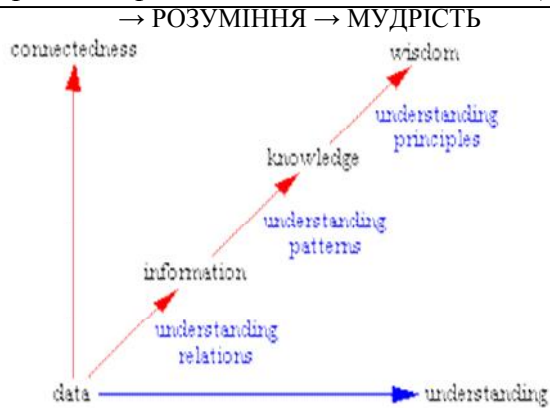 → РОЗУМІННЯ → МУДРІСТЬ
connectedness
wisdom
understanding
principles
knowledge
understanding
patterns
information
understanding
relations
data
understanding